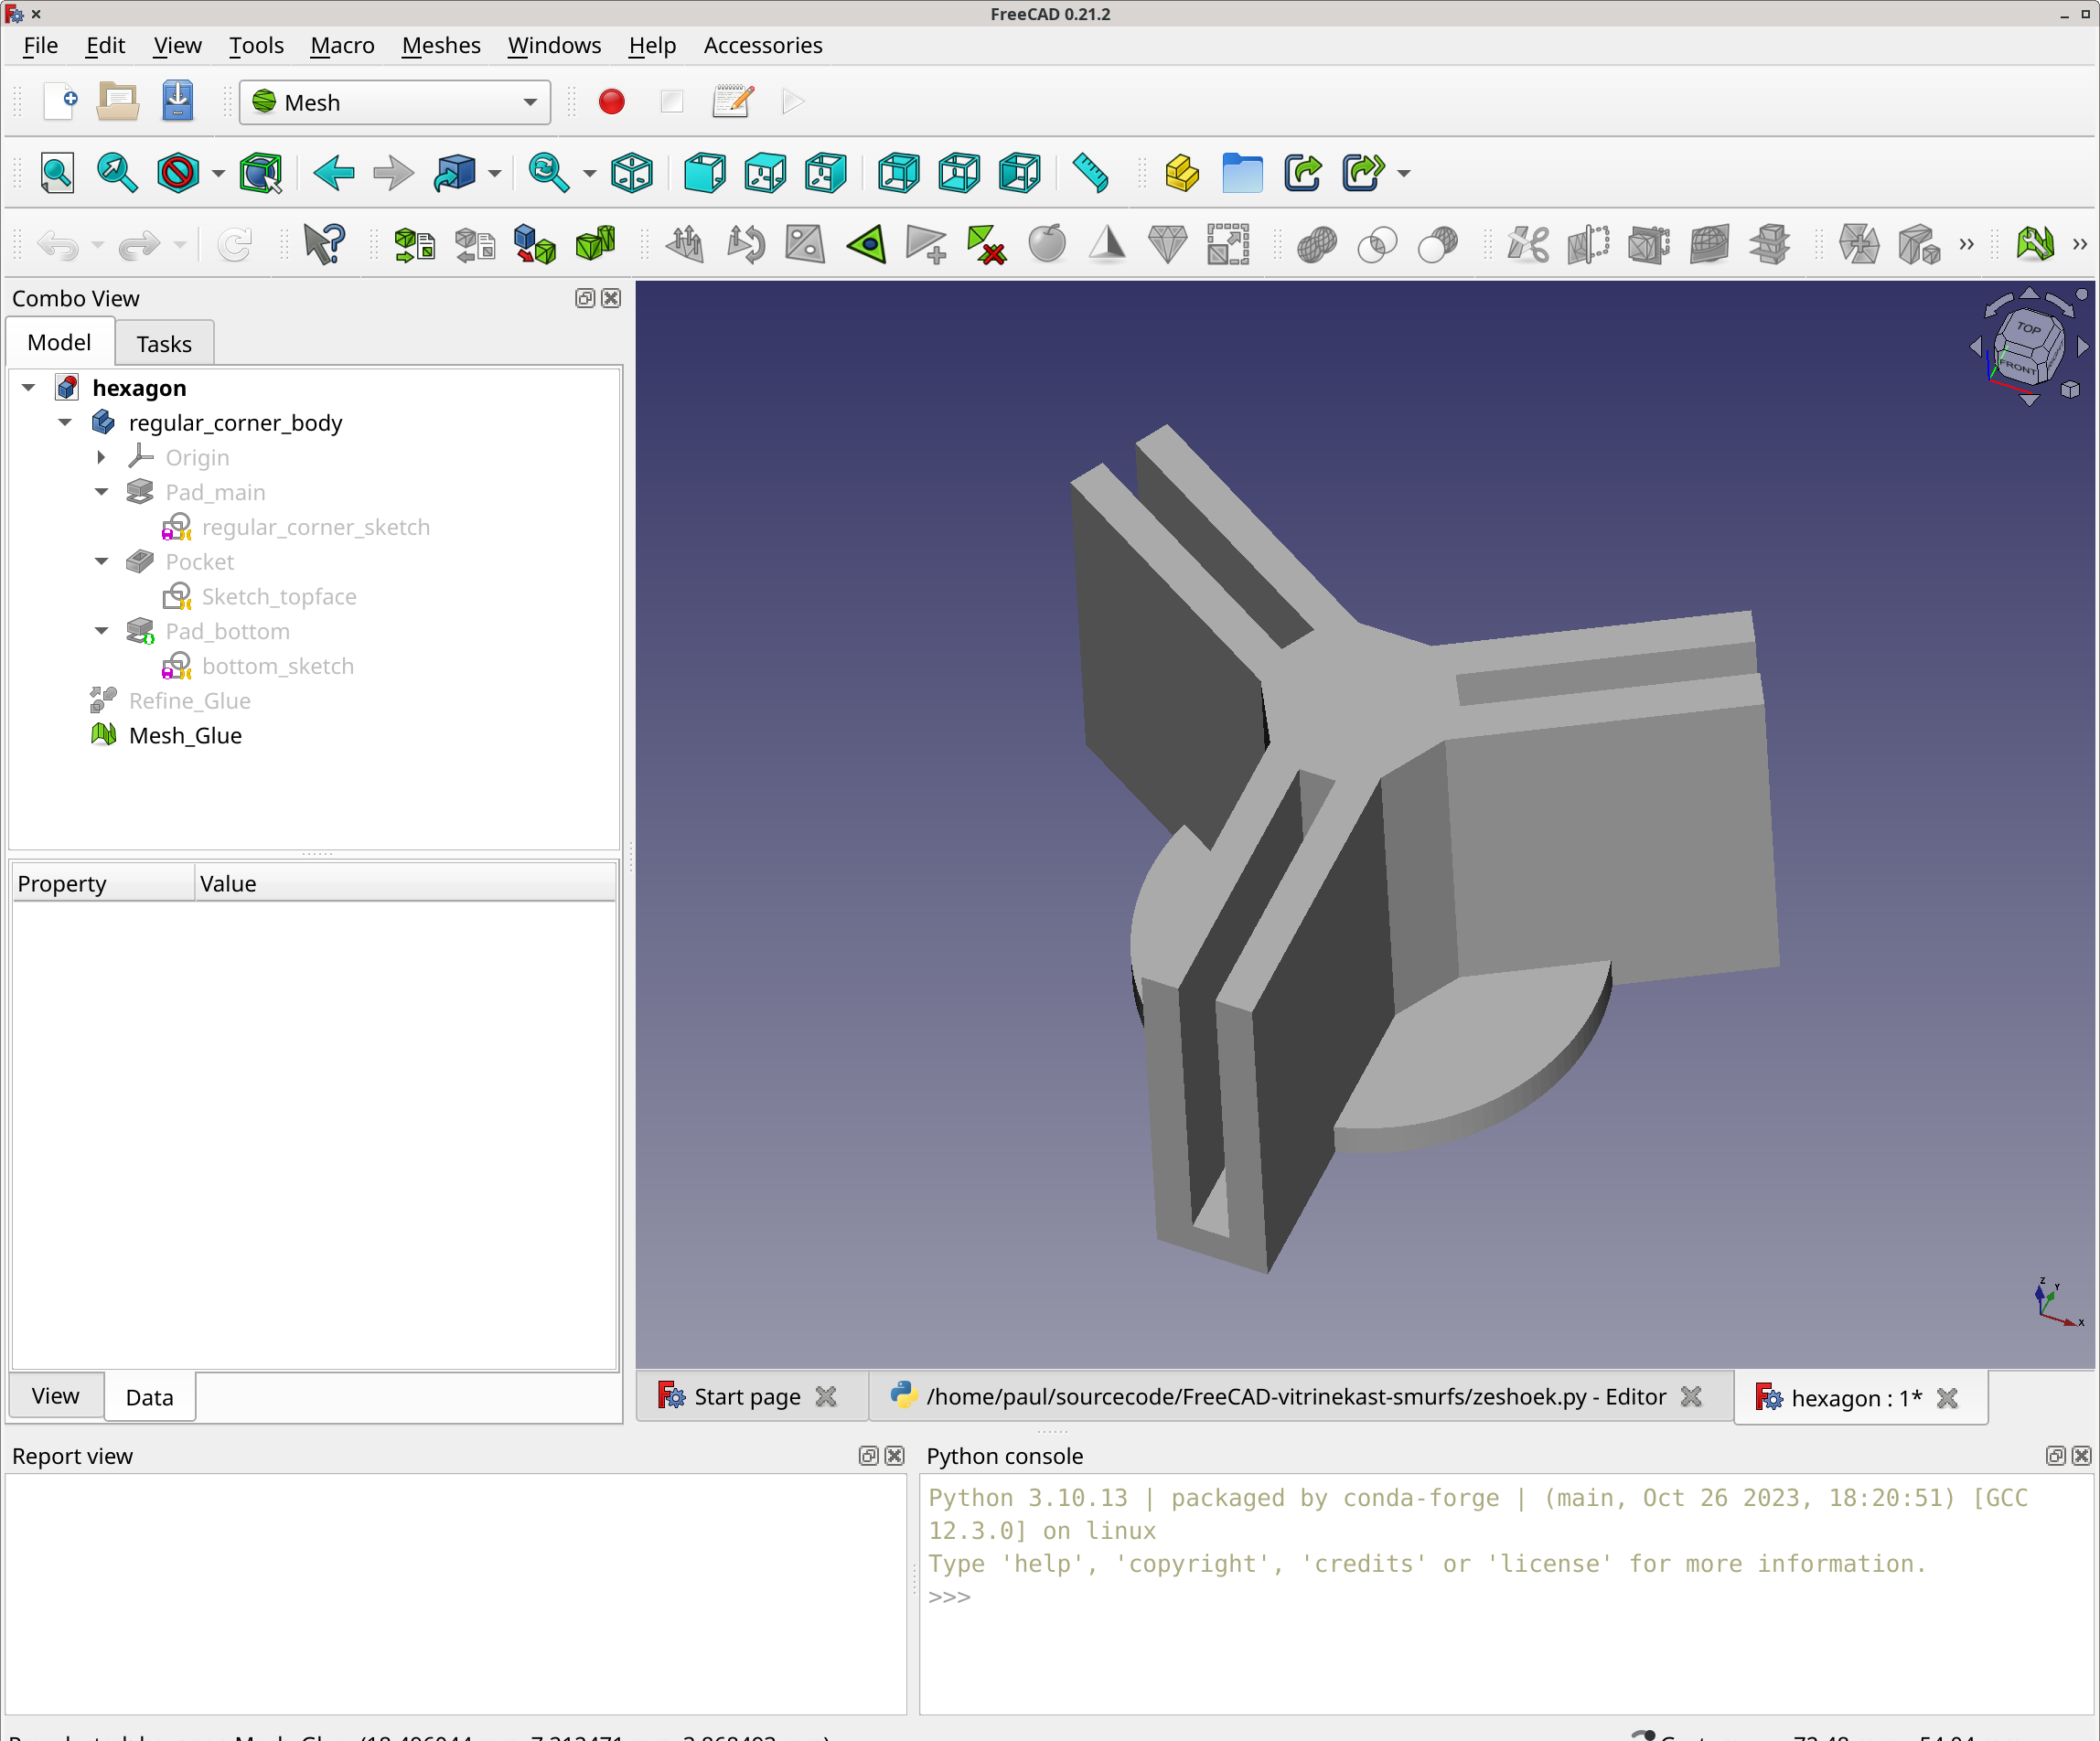 FreeCAD 0.21.2
File Edit View Tools Macro Meshes Windows Help Accessories
Mesh
Combo View
Model Tasks
hexagon
regular_corner_body
Origin
Pad_main
regular_corner_sketch
Pocket
Sketch_topface
Pad_bottom
bottom_sketch
Refine_Glue
Mesh_Glue
Property Value
View Data
TOP
FRONT
Z
Y
X
Start page /home/paul/sourcecode/FreeCAD-vitrinekast-smurfs/zeshoek.py - Editor hexagon : 1*
Report view
Python console
Python 3.10.13 | packaged by conda-forge | (main, Oct 26 2023, 18:20:51) [GCC
12.3.0] on linux
Type 'help', 'copyright', 'credits' or 'license' for more information.
>>>